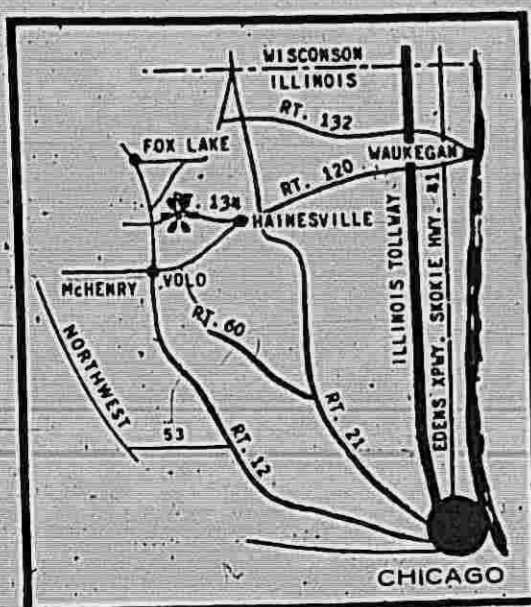 WISCONSON
ILLINOIS
RT. 132
FOX LAKE
WAUKEGAN
RT. 120
RT. 134
HAINESVILLE
ILLINOIS TOLLWAY
EDENS XPWY. SKOKIE HWY. 41
McHENRY
VOLO
RT. 60
NORTHWEST
53
RT. 12
RT. 21
CHICAGO